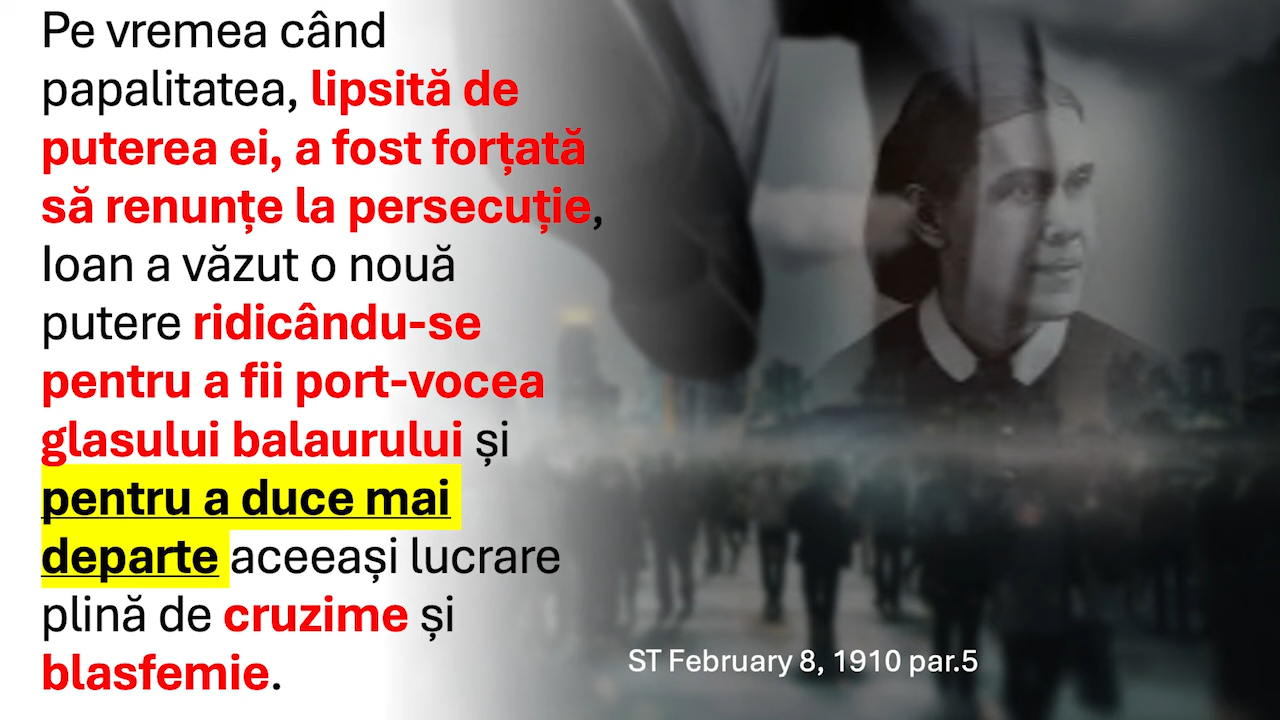 Pe vremea când
papalitatea, lipsită de
puterea ei, a fost forțată
să renunțe la persecuție,
Ioan a văzut o nouă
putere ridicându-se
pentru a fii port-vocea
glasului balaurului și
pentru a duce mai
departe aceeași lucrare
plină de cruzime și
blasfemie.
ST February 8, 1910 par.5